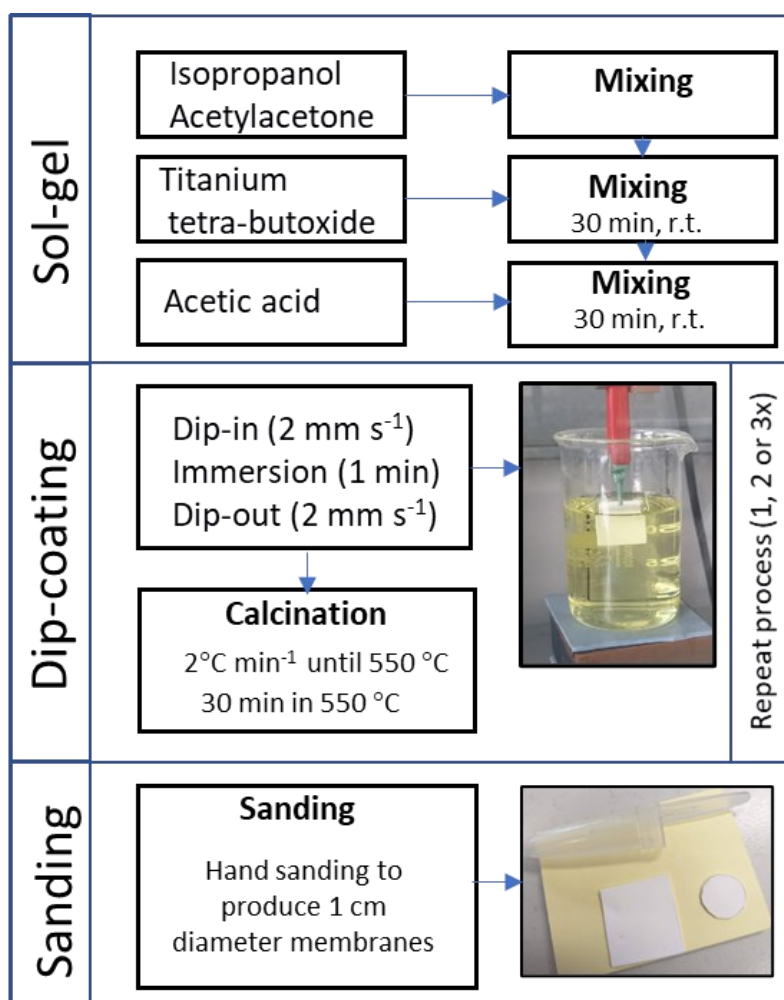 Sol-gel
Isopropanol
Acetylacetone
Mixing
Titanium
tetra-butoxide
Mixing
30 min, r.t.
Acetic acid
Mixing
30 min, r.t.
Dip-coating
Dip-in (2 mm s⁻¹)
Immersion (1 min)
Dip-out (2 mm s⁻¹)
Calcination
2°C min⁻¹ until 550 °C
30 min in 550 °C
Repeat process (1, 2 or 3x)
Sanding
Sanding
Hand sanding to
produce 1 cm
diameter membranes